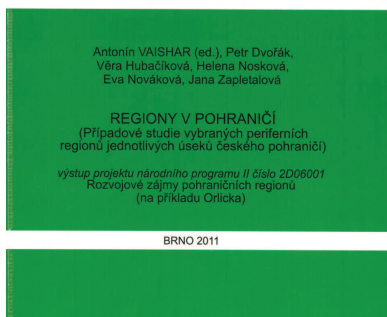 Antonín VAISHAR (ed.), Petr Dvořák,
Věra Hubačíková, Helena Nosková,
Eva Nováková, Jana Zapletalová
REGIONY V POHRANIČÍ
(Případové studie vybraných periferních
regionů jednotlivých úseků českého pohraničí)
výstup projektu národního programu II číslo 2D06001
Rozvojové zájmy pohraničních regionů
(na příkladu Orlicka)
BRNO 2011